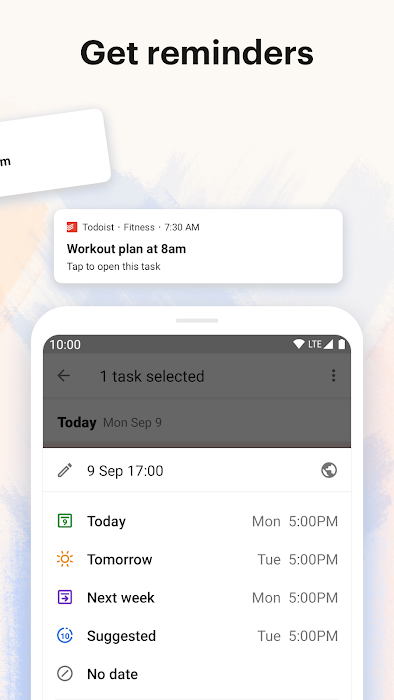 Get reminders
m
Todoist · Fitness · 7:30 AM
Workout plan at 8am
Tap to open this task
10:00 LTE
1 task selected
Today Mon Sep 9
9 Sep 17:00
9 Today Mon 5:00PM
Tomorrow Tue 5:00PM
Next week Mon 5:00PM
10 Suggested Tue 5:00PM
No date